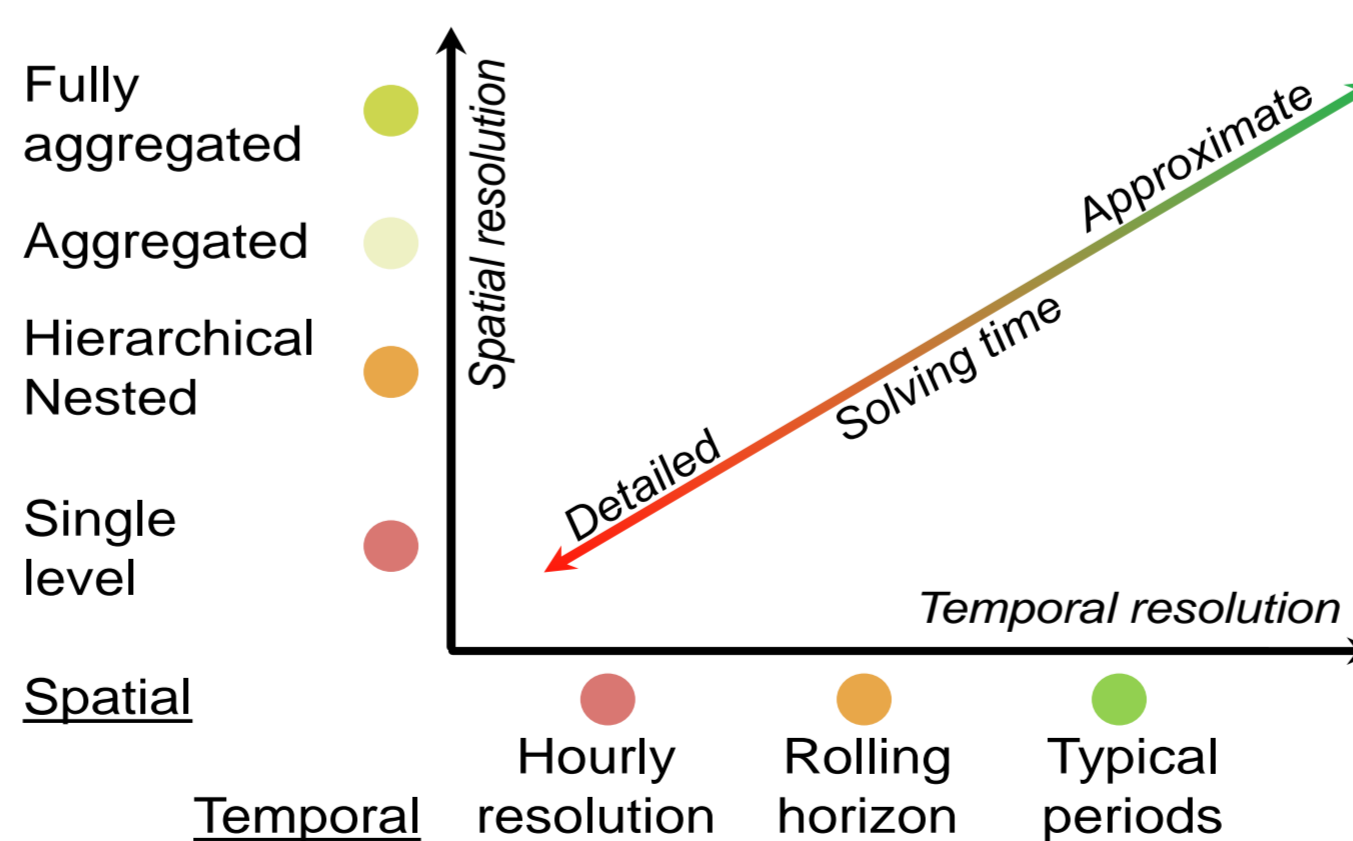 Fully
aggregated
Aggregated
Hierarchical
Nested
Single
level
Spatial
Spatial resolution
Approximate
Solving time
Detailed
Temporal resolution
Hourly
resolution
Rolling
horizon
Typical
periods
Temporal